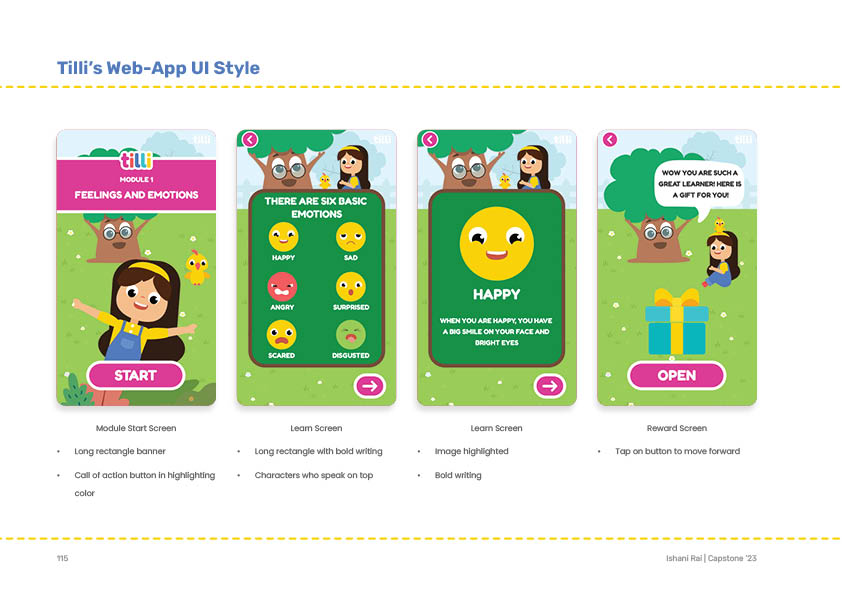 Tilli's Web-App UI Style
tilli
tilli
MODULE 1
FEELINGS AND EMOTIONS
START
tilli
THERE ARE SIX BASIC
EMOTIONS
HAPPY
SAD
ANGRY
SURPRISED
SCARED
DISGUSTED
tilli
HAPPY
WHEN YOU ARE HAPPY, YOU HAVE
A BIG SMILE ON YOUR FACE AND
BRIGHT EYES
tilli
WOW YOU ARE SUCH A
GREAT LEARNER! HERE IS
A GIFT FOR YOU!
OPEN
Module Start Screen
• Long rectangle banner
• Call of action button in highlighting
color
Learn Screen
• Long rectangle with bold writing
• Characters who speak on top
Learn Screen
• Image highlighted
• Bold writing
Reward Screen
• Tap on button to move forward
115
Ishani Rai | Capstone '23